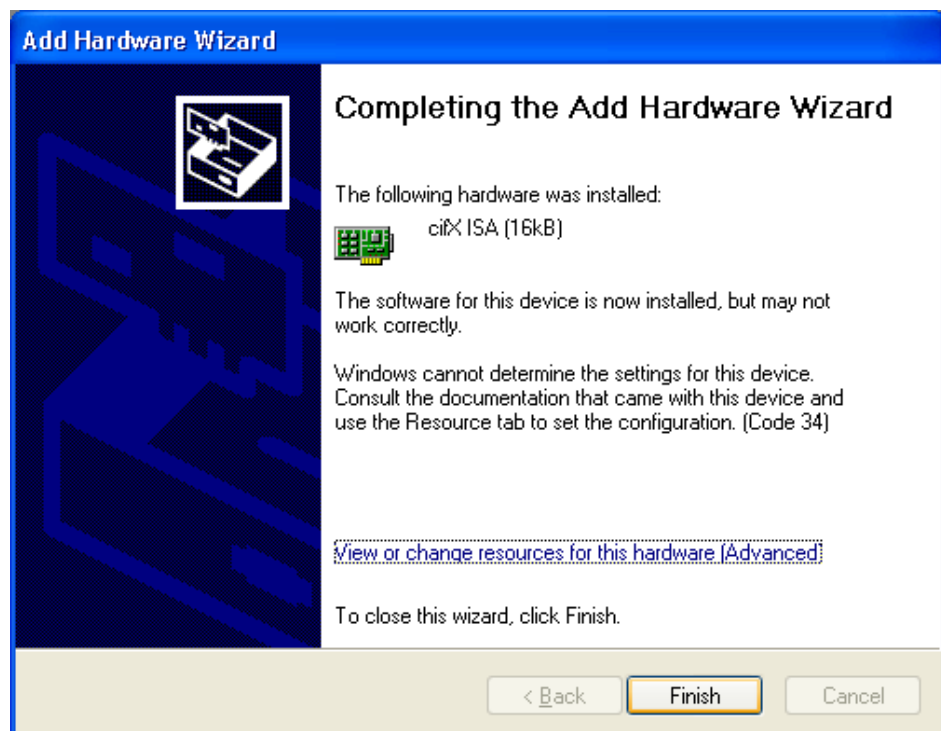 Add Hardware Wizard
Completing the Add Hardware Wizard
The following hardware was installed:
cifX ISA (16kB)
The software for this device is now installed, but may not
work correctly.
Windows cannot determine the settings for this device.
Consult the documentation that came with this device and
use the Resource tab to set the configuration. (Code 34)
View or change resources for this hardware (Advanced)
To close this wizard, click Finish.
< Back
Finish
Cancel